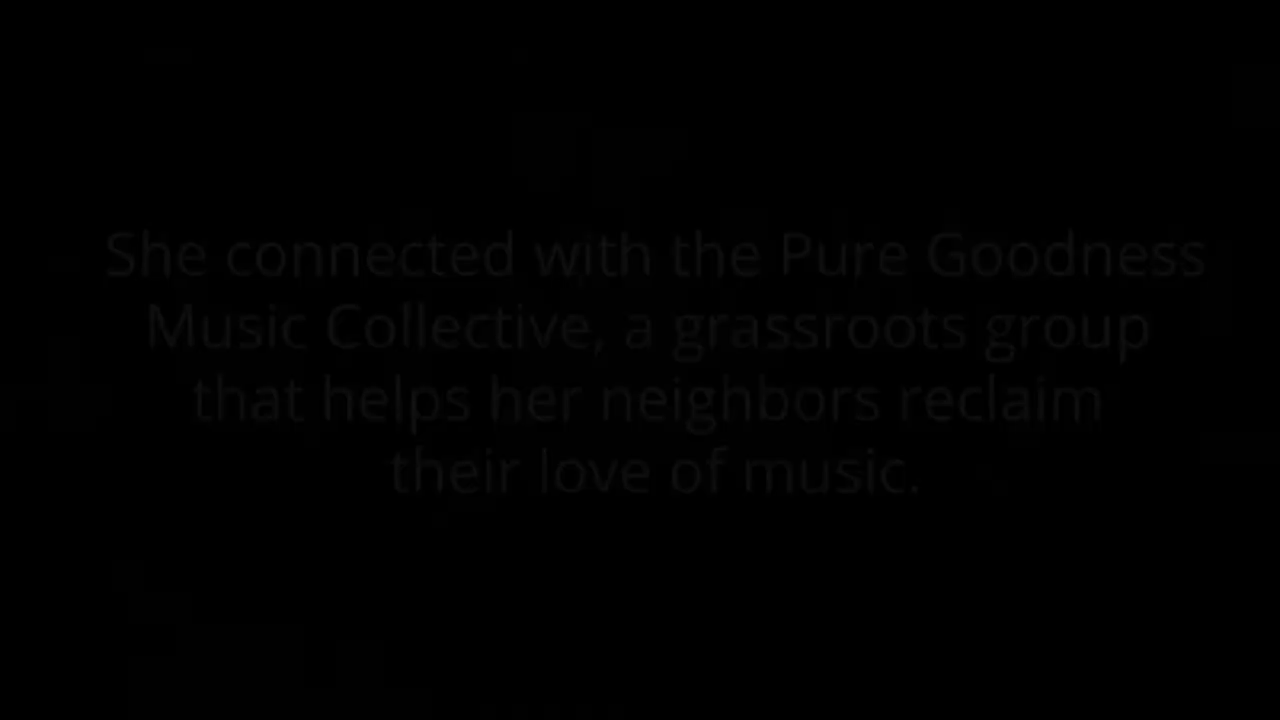 She connected with the Pure Goodness
Music Collective, a grassroots group
that helps her neighbors reclaim
their love of music.